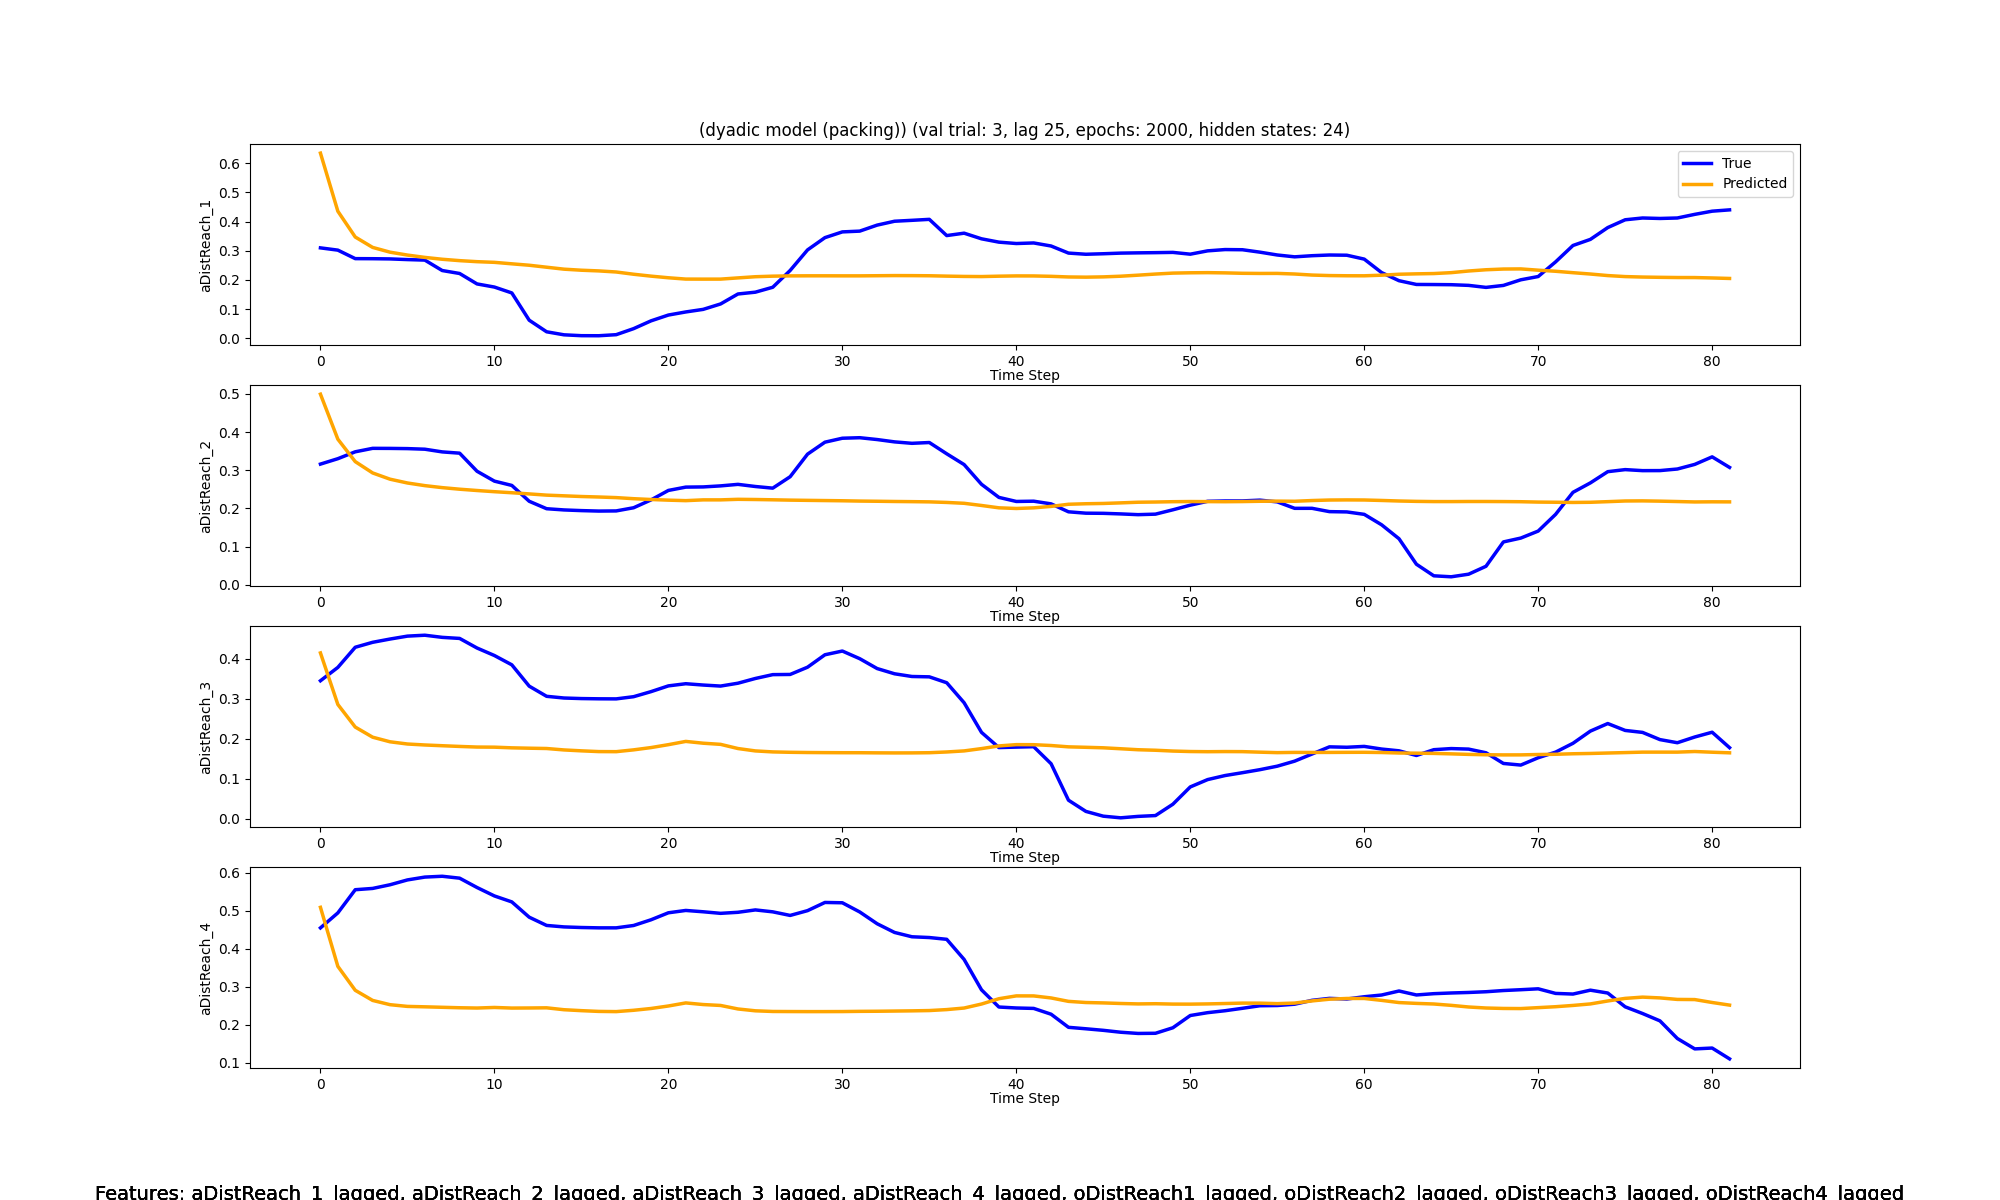 (dyadic model (packing)) (val trial: 3, lag 25, epochs: 2000, hidden states: 24)
True
Predicted
aDistReach_1
0.6
0.5
0.4
0.3
0.2
0.1
0.0
0 10 20 30 40 50 60 70 80
Time Step
aDistReach_2
0.5
0.4
0.3
0.2
0.1
0.0
0 10 20 30 40 50 60 70 80
Time Step
aDistReach_3
0.4
0.3
0.2
0.1
0.0
0 10 20 30 40 50 60 70 80
Time Step
aDistReach_4
0.6
0.5
0.4
0.3
0.2
0.1
0 10 20 30 40 50 60 70 80
Time Step
Features: aDistReach_1_lagged, aDistReach_2_lagged, aDistReach_3_lagged, aDistReach_4_lagged, oDistReach1_lagged, oDistReach2_lagged, oDistReach3_lagged, oDistReach4_lagged